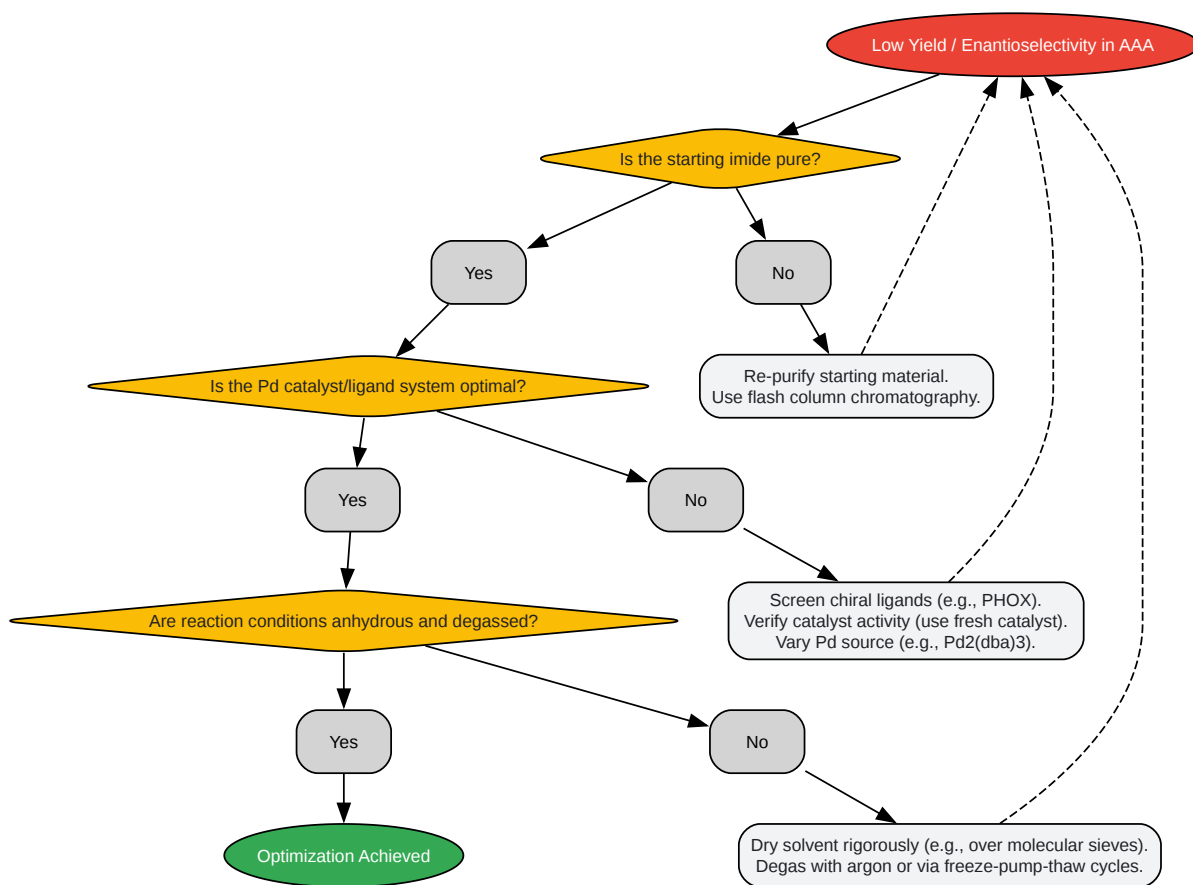 Low Yield / Enantioselectivity in AAA
Is the starting imide pure?
Yes
No
Is the Pd catalyst/ligand system optimal?
Re-purify starting material.
Use flash column chromatography.
Yes
No
Are reaction conditions anhydrous and degassed?
Screen chiral ligands (e.g., PHOX).
Verify catalyst activity (use fresh catalyst).
Vary Pd source (e.g., Pd2(dba)3).
Yes
No
Optimization Achieved
Dry solvent rigorously (e.g., over molecular sieves).
Degas with argon or via freeze-pump-thaw cycles.